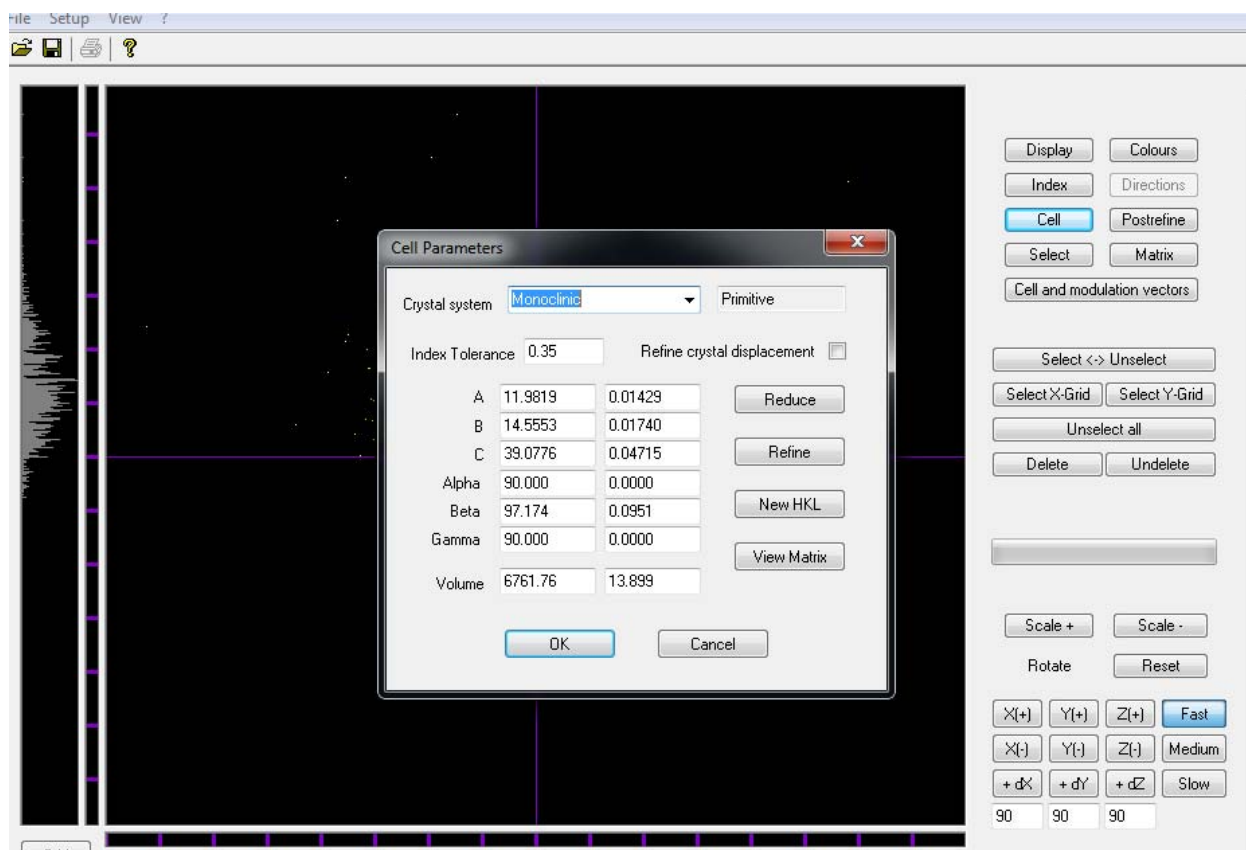 File Setup View ?
Display Colours
Index Directions
Cell Postrefine
Select Matrix
Cell and modulation vectors
Cell Parameters
Crystal system Monoclinic Primitive
Index Tolerance 0.35 Refine crystal displacement
A 11.9819 0.01429 Reduce
B 14.5553 0.01740
C 39.0776 0.04715 Refine
Alpha 90.000 0.0000
Beta 97.174 0.0951 New HKL
Gamma 90.000 0.0000
View Matrix
Volume 6761.76 13.899
OK Cancel
Select <-> Unselect
Select X-Grid Select Y-Grid
Unselect all
Delete Undelete
Scale + Scale -
Rotate Reset
X(+) Y(+) Z(+) Fast
X(-) Y(-) Z(-) Medium
+ dX + dY + dZ Slow
90 90 90